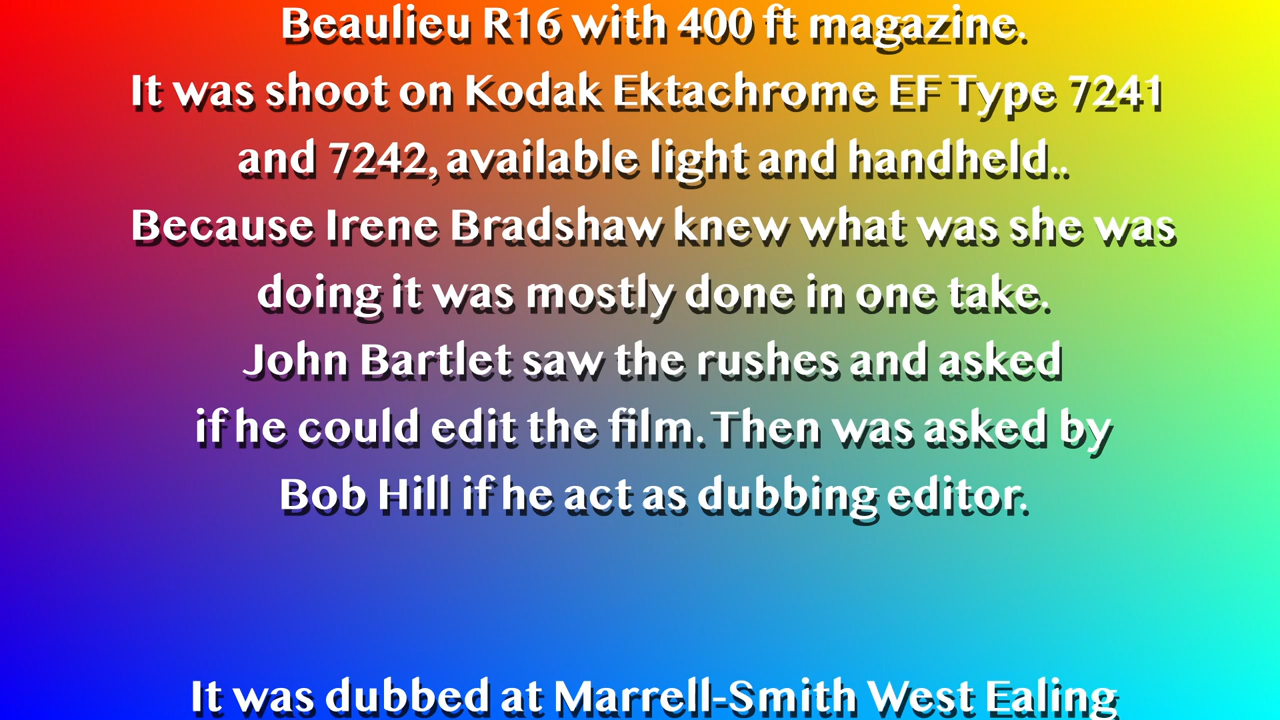 Beaulieu R16 with 400 ft magazine.
It was shoot on Kodak Ektachrome EF Type 7241
and 7242, available light and handheld..
Because Irene Bradshaw knew what was she was
doing it was mostly done in one take.
John Bartlet saw the rushes and asked
if he could edit the film. Then was asked by
Bob Hill if he act as dubbing editor.
It was dubbed at Marrell-Smith West Ealing